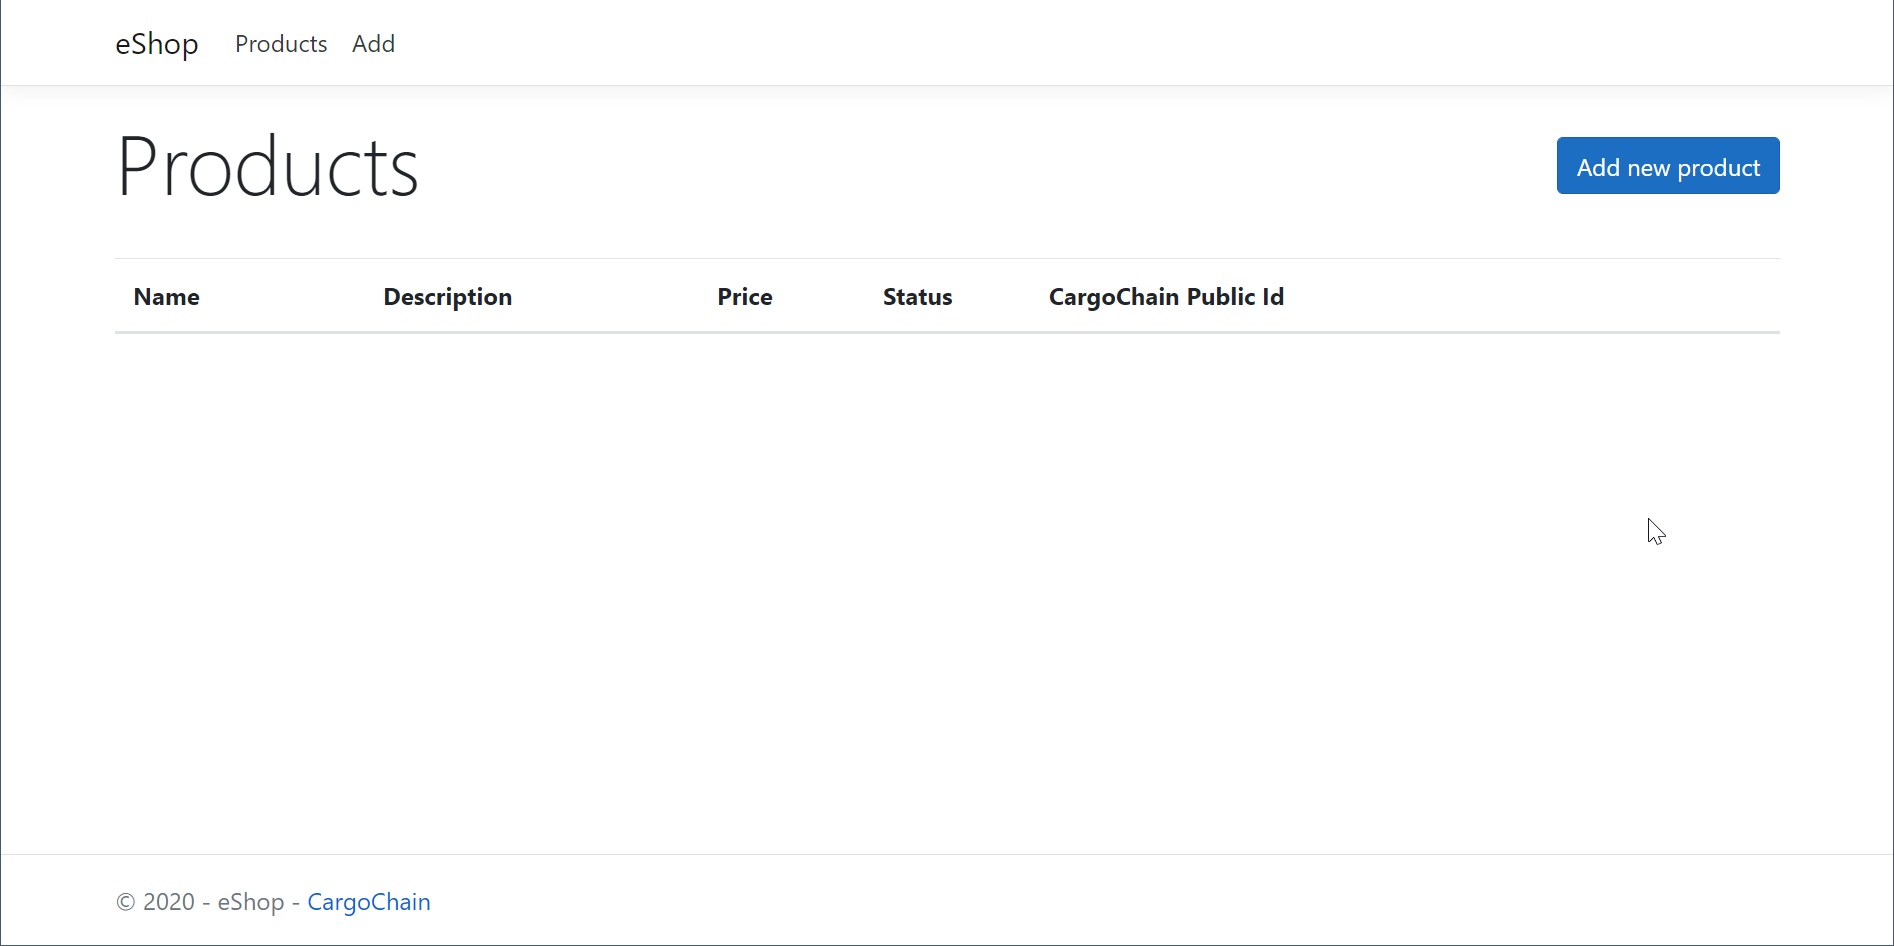 eShop Products Add
Products
Add new product
Name Description Price Status CargoChain Public Id
© 2020 - eShop - CargoChain